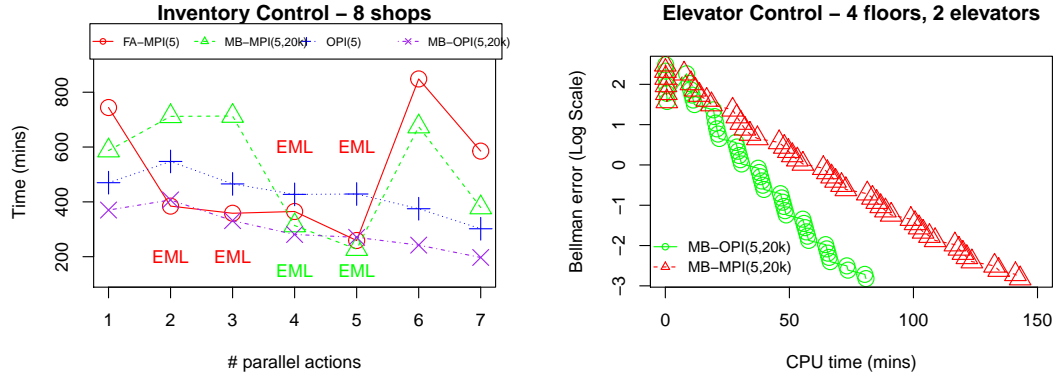 Inventory Control − 8 shops
FA−MPI(5) MB−MPI(5,20k) OPI(5) MB−OPI(5,20k)
Time (mins)
800
600
400
200
EML EML
EML EML EML EML
1 2 3 4 5 6 7
# parallel actions
Elevator Control − 4 floors, 2 elevators
Bellman error (Log Scale)
2
1
0
−1
−2
−3
MB−OPI(5,20k)
MB−MPI(5,20k)
0 50 100 150
CPU time (mins)